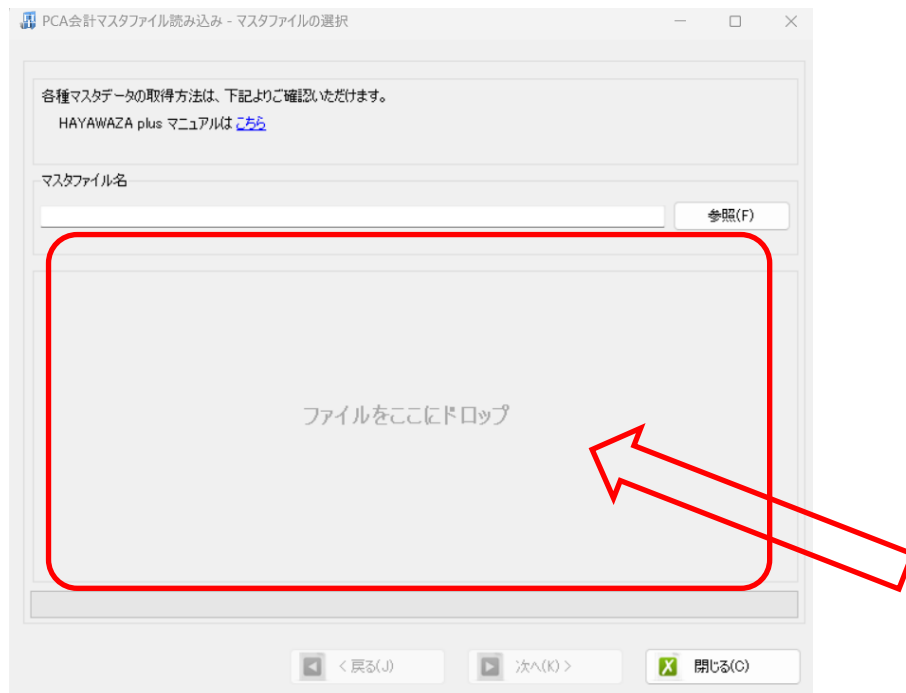 PCA会計マスタファイル読み込み - マスタファイルの選択
各種マスタデータの取得方法は、下記よりご確認いただけます。
HAYAWAZA plus マニュアルは こちら
マスタファイル名
参照(F)
ファイルをここにドロップ
< 戻る(J)
次へ(K) >
閉じる(C)